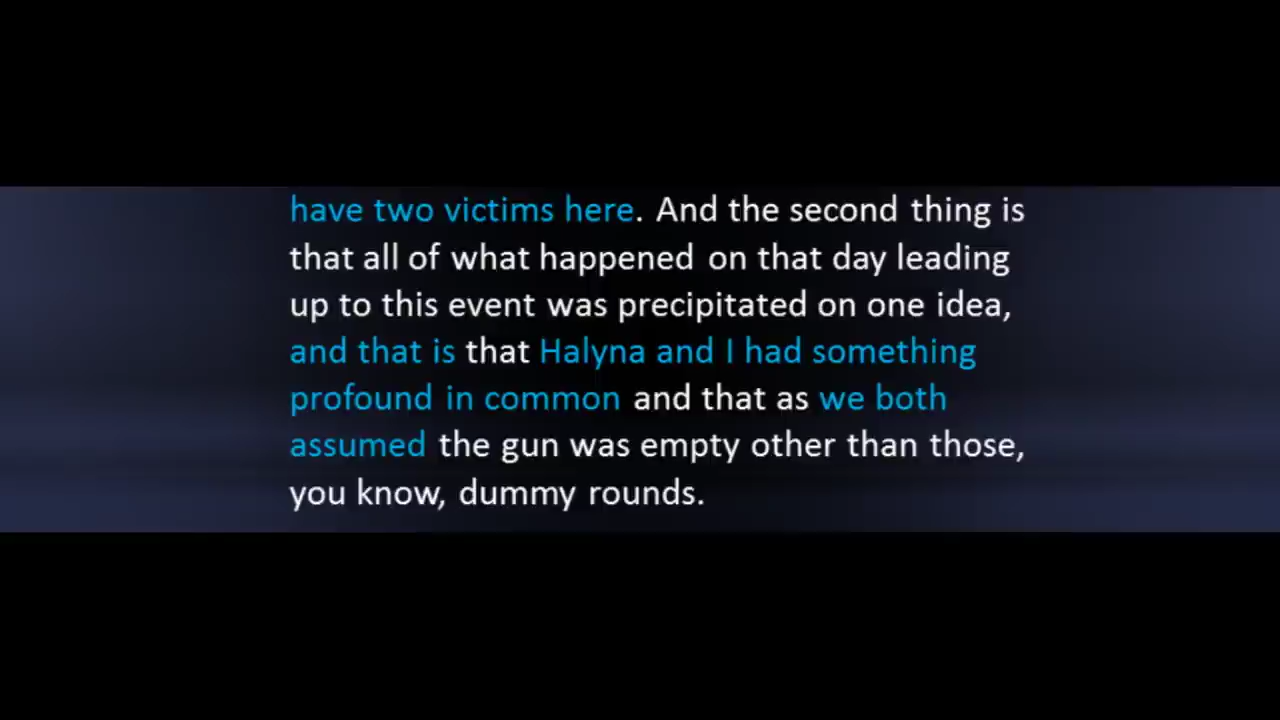 have two victims here. And the second thing is
that all of what happened on that day leading
up to this event was precipitated on one idea,
and that is that Halyna and I had something
profound in common and that as we both
assumed the gun was empty other than those,
you know, dummy rounds.